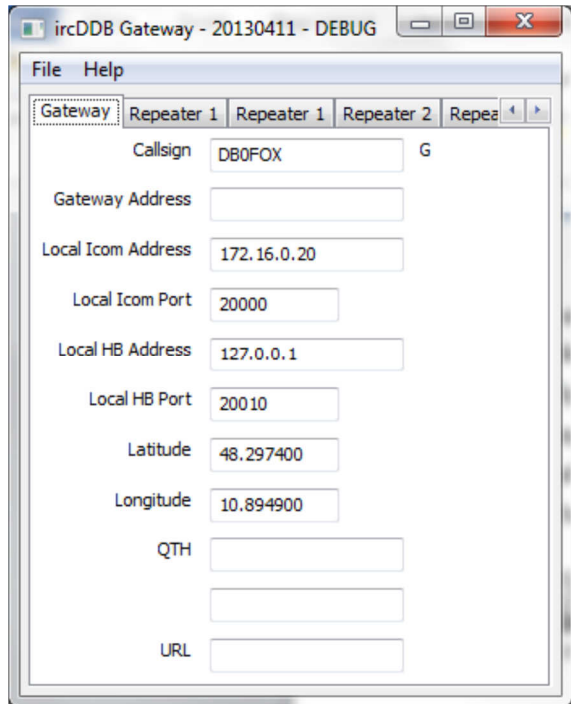 ircDDB Gateway - 20130411 - DEBUG
File Help
Gateway Repeater 1 Repeater 1 Repeater 2 Repea
Callsign DB0FOX G
Gateway Address
Local Icom Address 172.16.0.20
Local Icom Port 20000
Local HB Address 127.0.0.1
Local HB Port 20010
Latitude 48.297400
Longitude 10.894900
QTH
URL